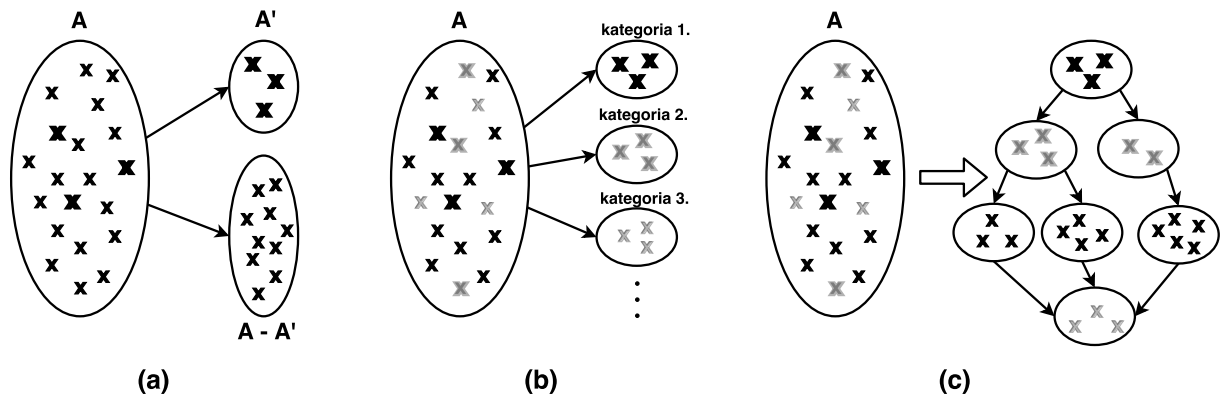 A
A'
A - A'
(a)
A
kategoria 1.
kategoria 2.
kategoria 3.
(b)
A
(c)